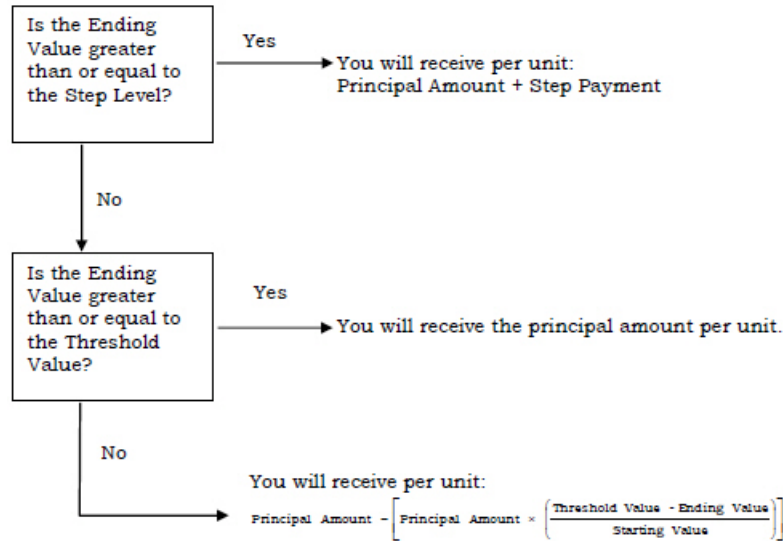 Is the Ending
Value greater
than or equal to
the Step Level?
Yes
You will receive per unit:
Principal Amount + Step Payment
No
Is the Ending
Value greater
than or equal to
the Threshold
Value?
Yes
You will receive the principal amount per unit.
No
You will receive per unit:
Principal Amount − [Principal Amount × (Threshold Value - Ending Value / Starting Value)]